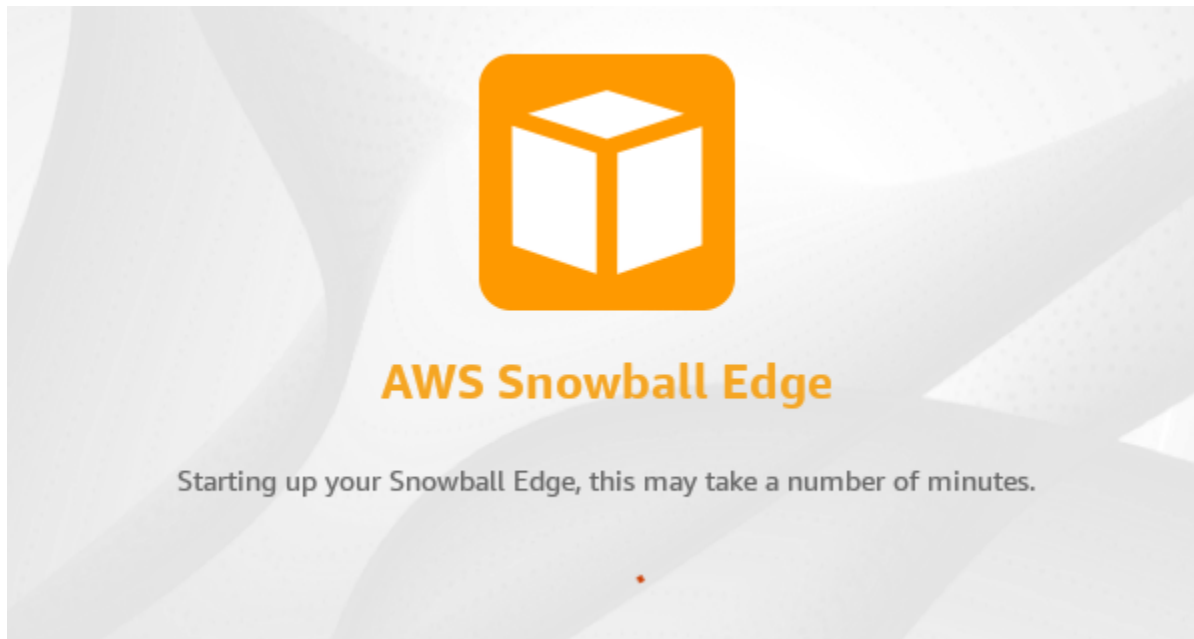 AWS Snowball Edge
Starting up your Snowball Edge, this may take a number of minutes.